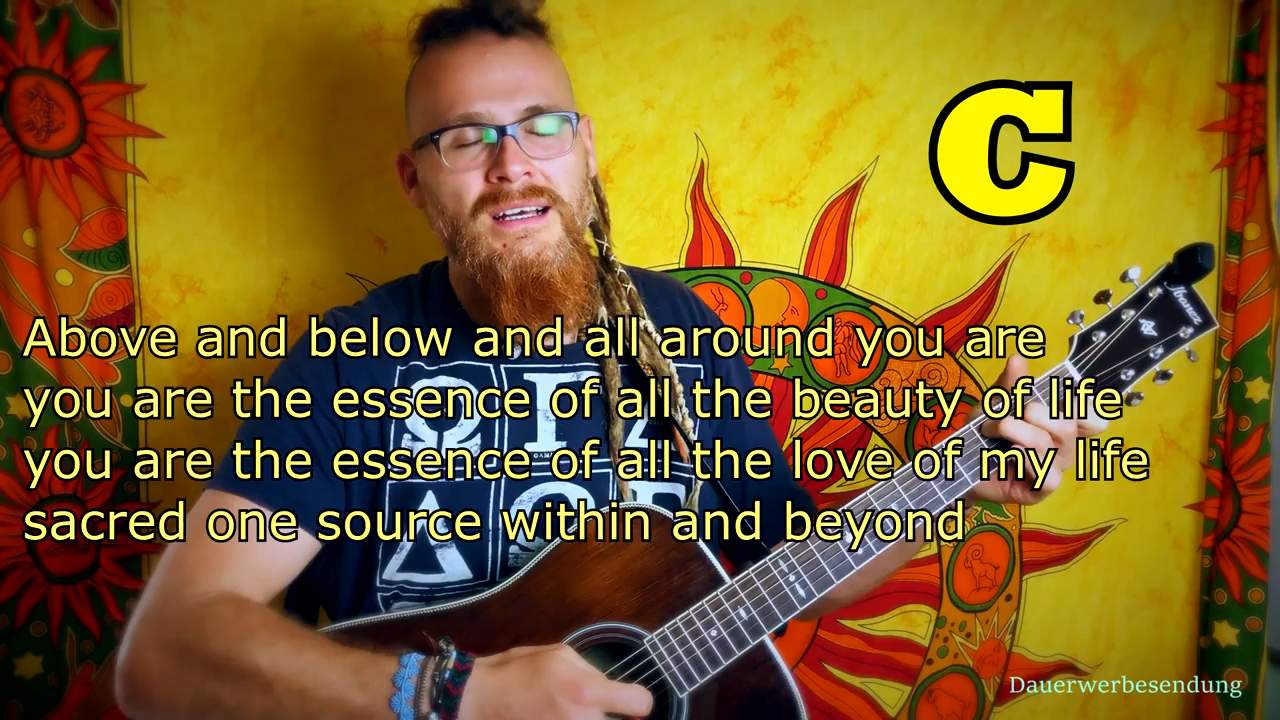 C
Ibanez
Above and below and all around you are
you are the essence of all the beauty of life
you are the essence of all the love of my life
sacred one source within and beyond
Dauerwerbesendung